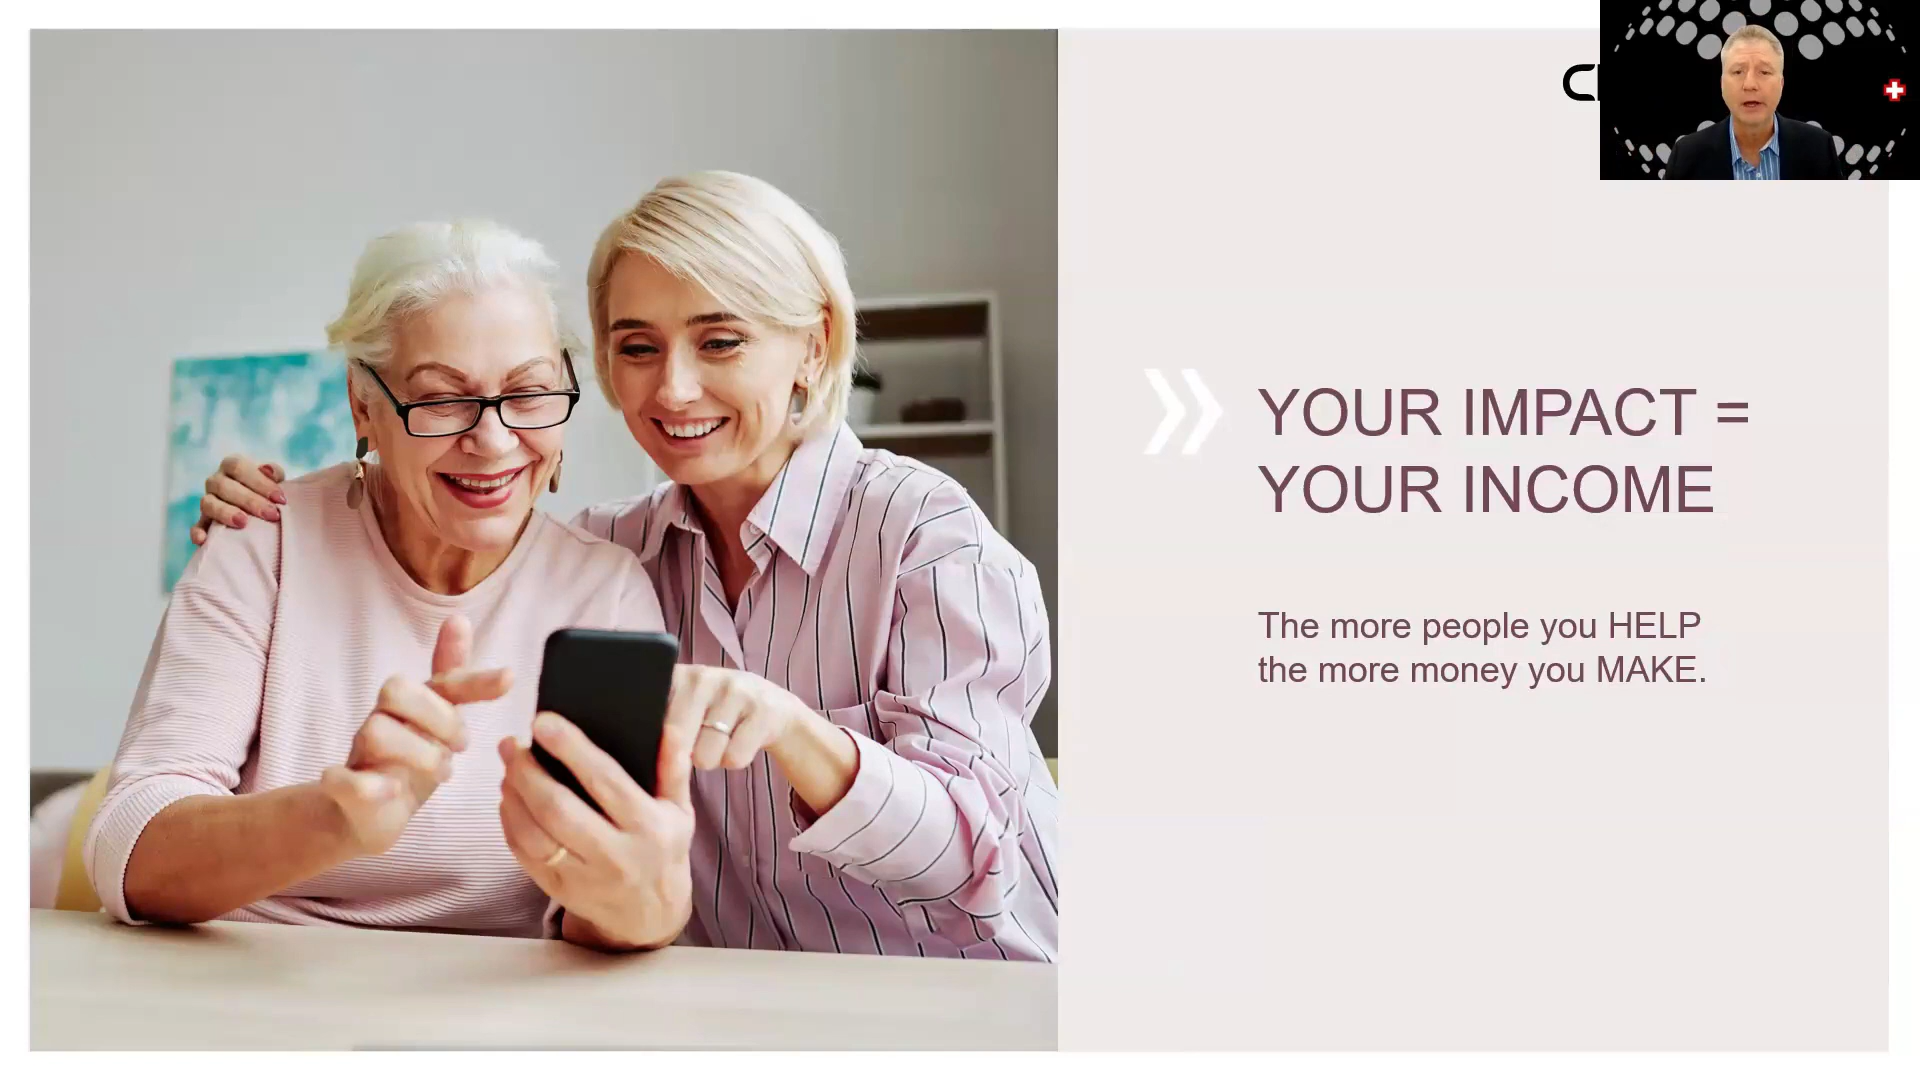 YOUR IMPACT =
YOUR INCOME
The more people you HELP
the more money you MAKE.